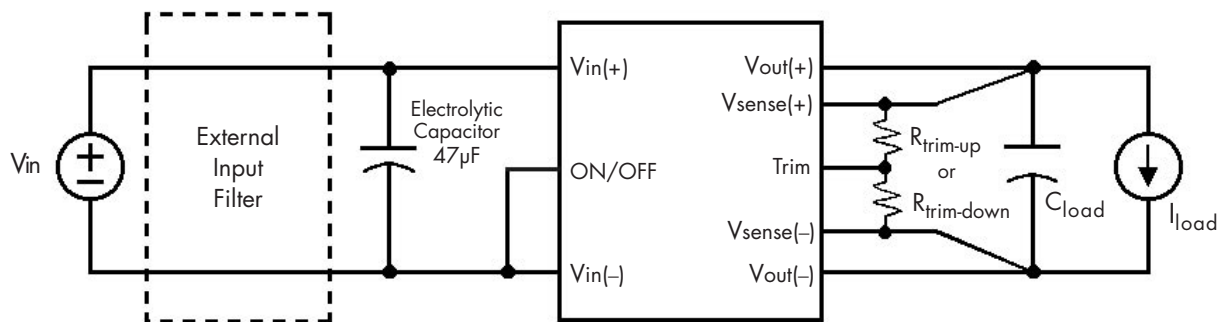 Vin
External
Input
Filter
Electrolytic
Capacitor
47µF
Vin(+)
ON/OFF
Vin(–)
Vout(+)
Vsense(+)
Trim
Vsense(–)
Vout(–)
Rtrim-up
or
Rtrim-down
Cload
Iload